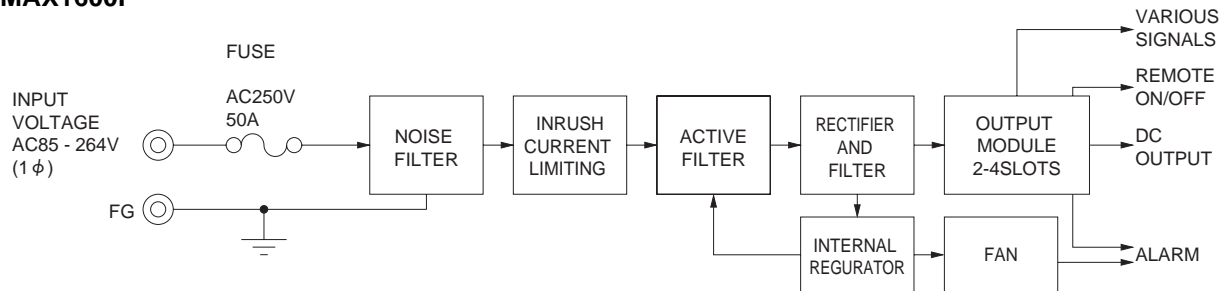 FUSE
VARIOUS
SIGNALS
INPUT
VOLTAGE
AC85 - 264V
(1φ)
AC250V
50A
NOISE
FILTER
INRUSH
CURRENT
LIMITING
ACTIVE
FILTER
RECTIFIER
AND
FILTER
OUTPUT
MODULE
2-4SLOTS
REMOTE
ON/OFF
DC
OUTPUT
FG
INTERNAL
REGURATOR
FAN
ALARM